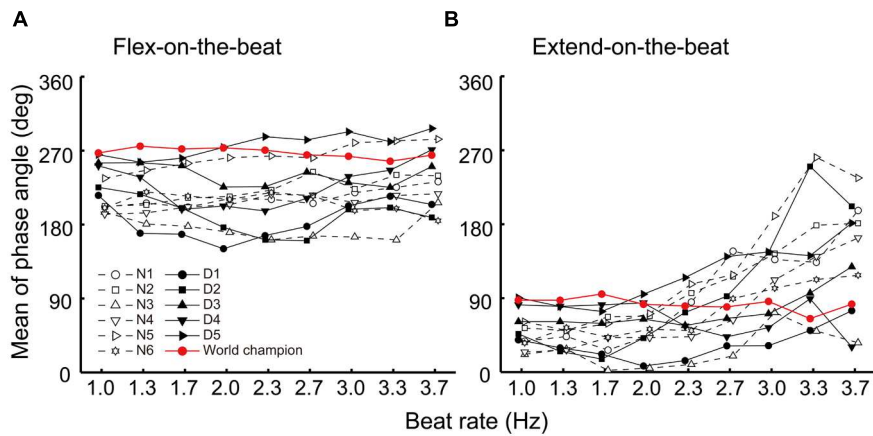 A
B
Flex-on-the-beat
Extend-on-the-beat
Mean of phase angle (deg)
360
270
180
90
0
N1
N2
N3
N4
N5
N6
D1
D2
D3
D4
D5
World champion
1.0 1.3 1.7 2.0 2.3 2.7 3.0 3.3 3.7
360
270
180
90
0
1.0 1.3 1.7 2.0 2.3 2.7 3.0 3.3 3.7
Beat rate (Hz)